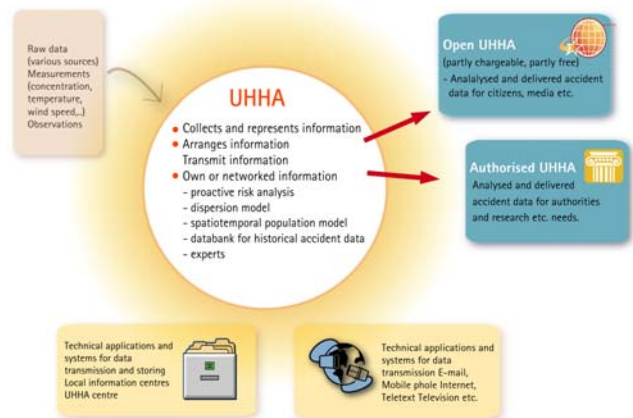 Raw data
(various sources)
Measurements
(concentration,
temperature,
wind speed,..)
Observations
UHHA
• Collects and represents information
• Arranges information
Transmit information
• Own or networked information
- proactive risk analysis
- dispersion model
- spatiotemporal population model
- databank for historical accident data
- experts
Open UHHA
(partly chargeable, partly free)
- Analalysed and delivered accident
data for citizens, media etc.
Authorised UHHA
Analysed and delivered
accident data for authorities
and research etc. needs.
Technical applications and
systems for data
transmission and storing
Local information centres
UHHA centre
Technical applications and
systems for data
transmission E-mail,
Mobile phole Internet,
Teletext Television etc.